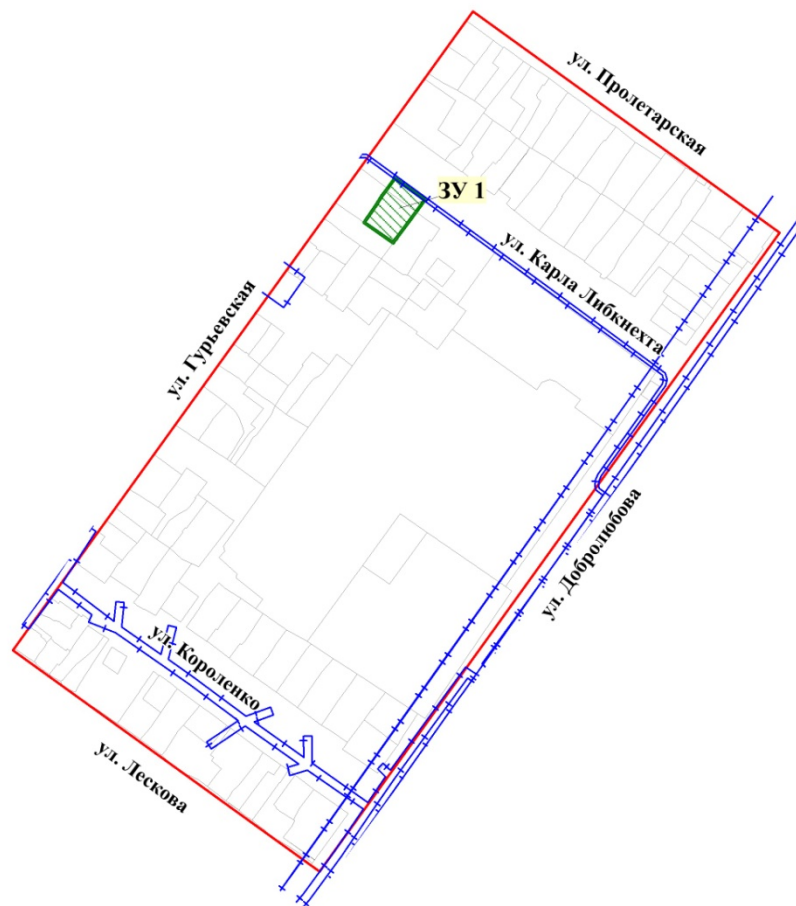 ул. Пролетарская
ЗУ 1
ул. Карла Либкнехта
ул. Гурьевская
ул. Добролюбова
ул. Короленко
ул. Лескова